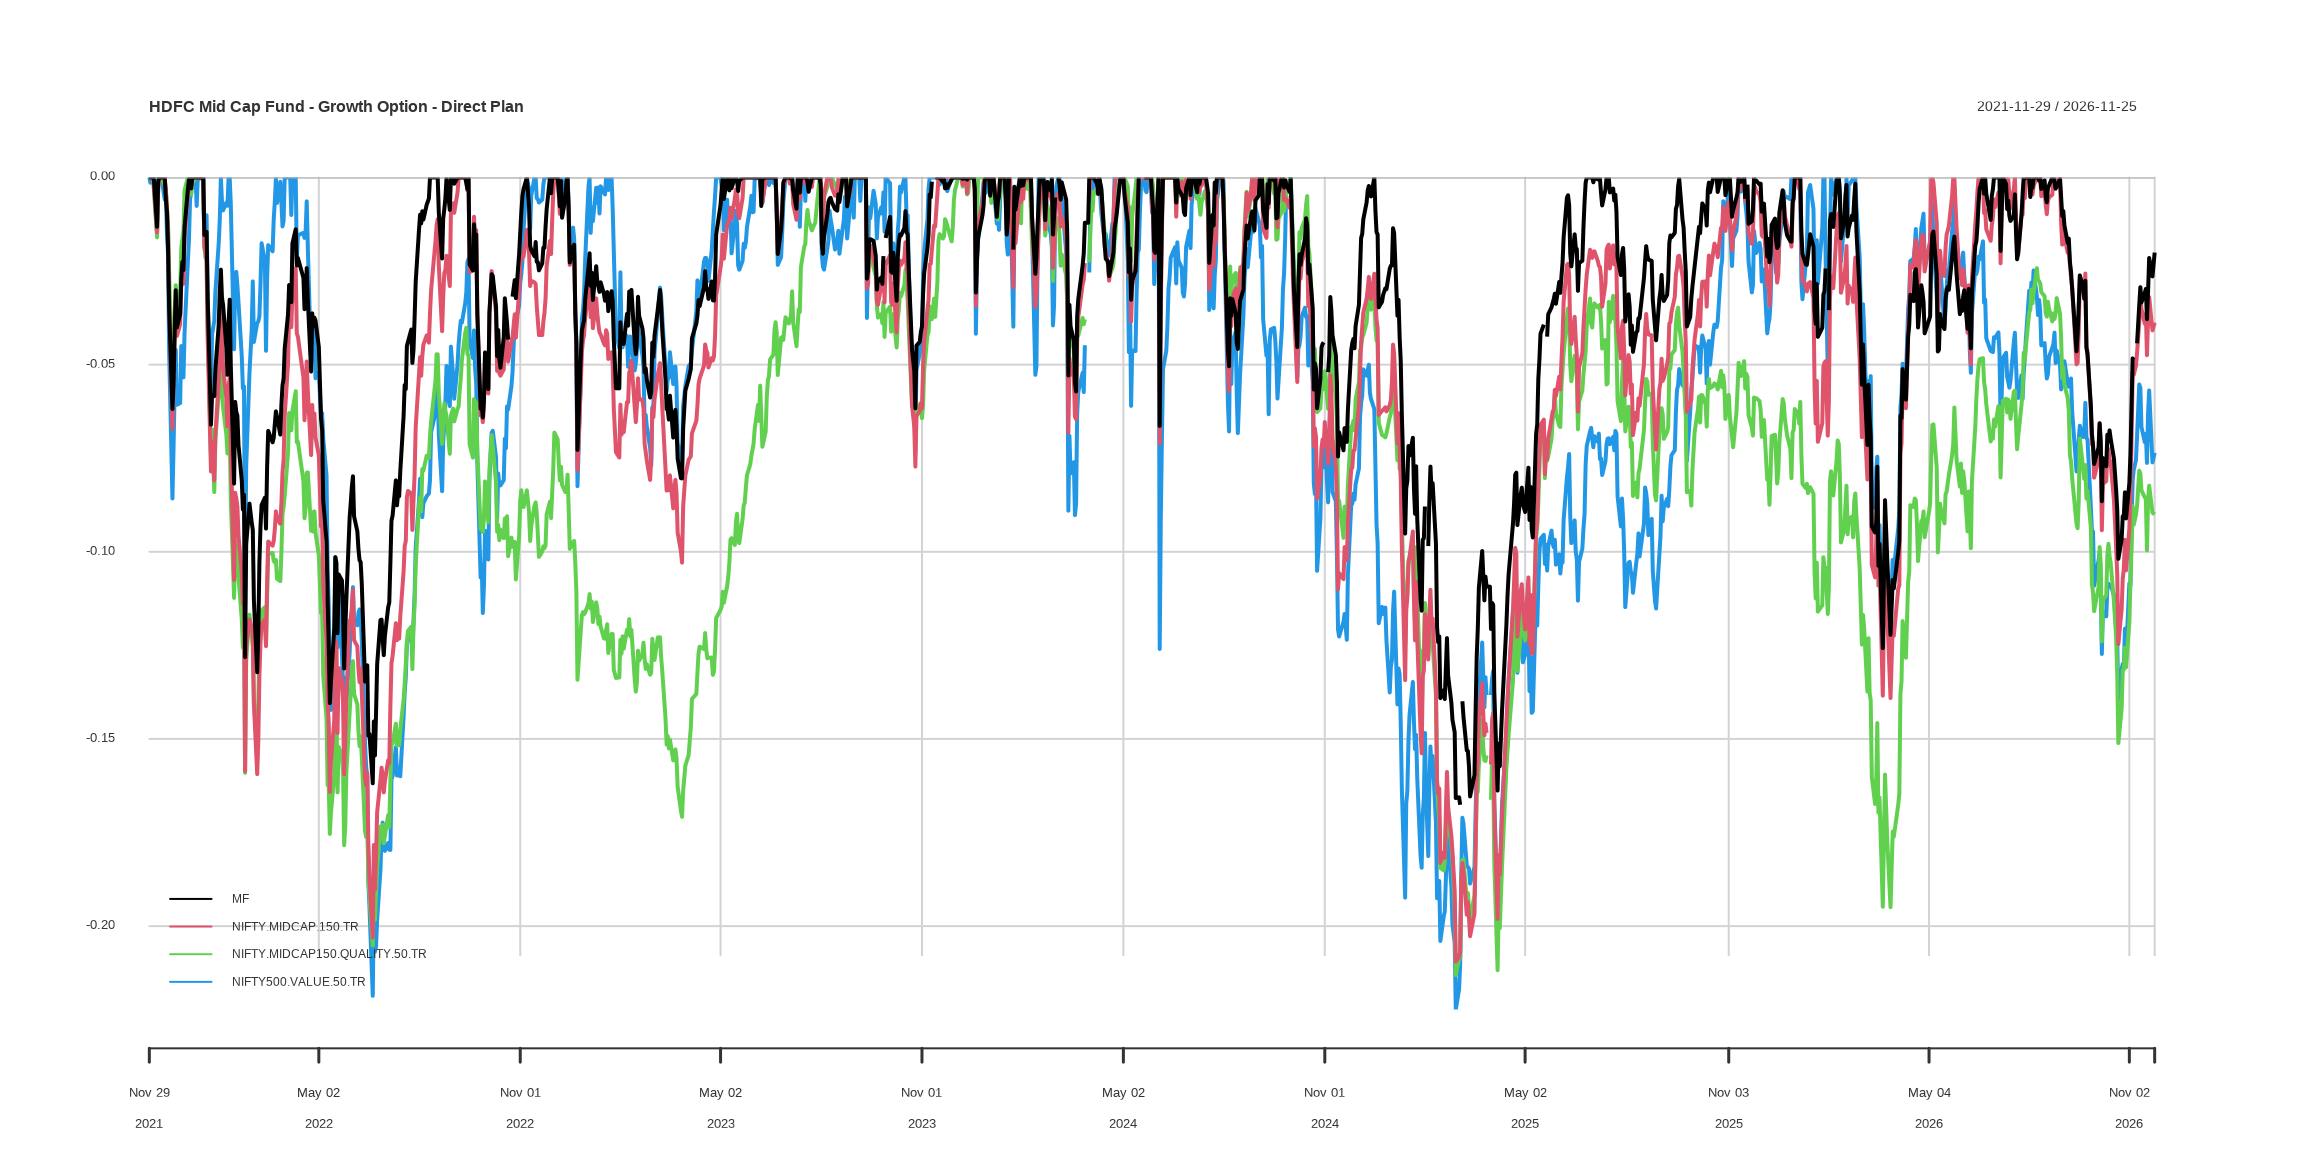 HDFC Mid Cap Fund - Growth Option - Direct Plan
2021-11-29 / 2026-11-25
0.00
-0.05
-0.10
-0.15
-0.20
MF
NIFTY.MIDCAP.150.TR
NIFTY.MIDCAP150.QUALITY.50.TR
NIFTY500.VALUE.50.TR
Nov 29 May 02 Nov 01 May 02 Nov 01 May 02 Nov 01 May 02 Nov 03 May 04 Nov 02
2021 2022 2022 2023 2023 2024 2024 2025 2025 2026 2026